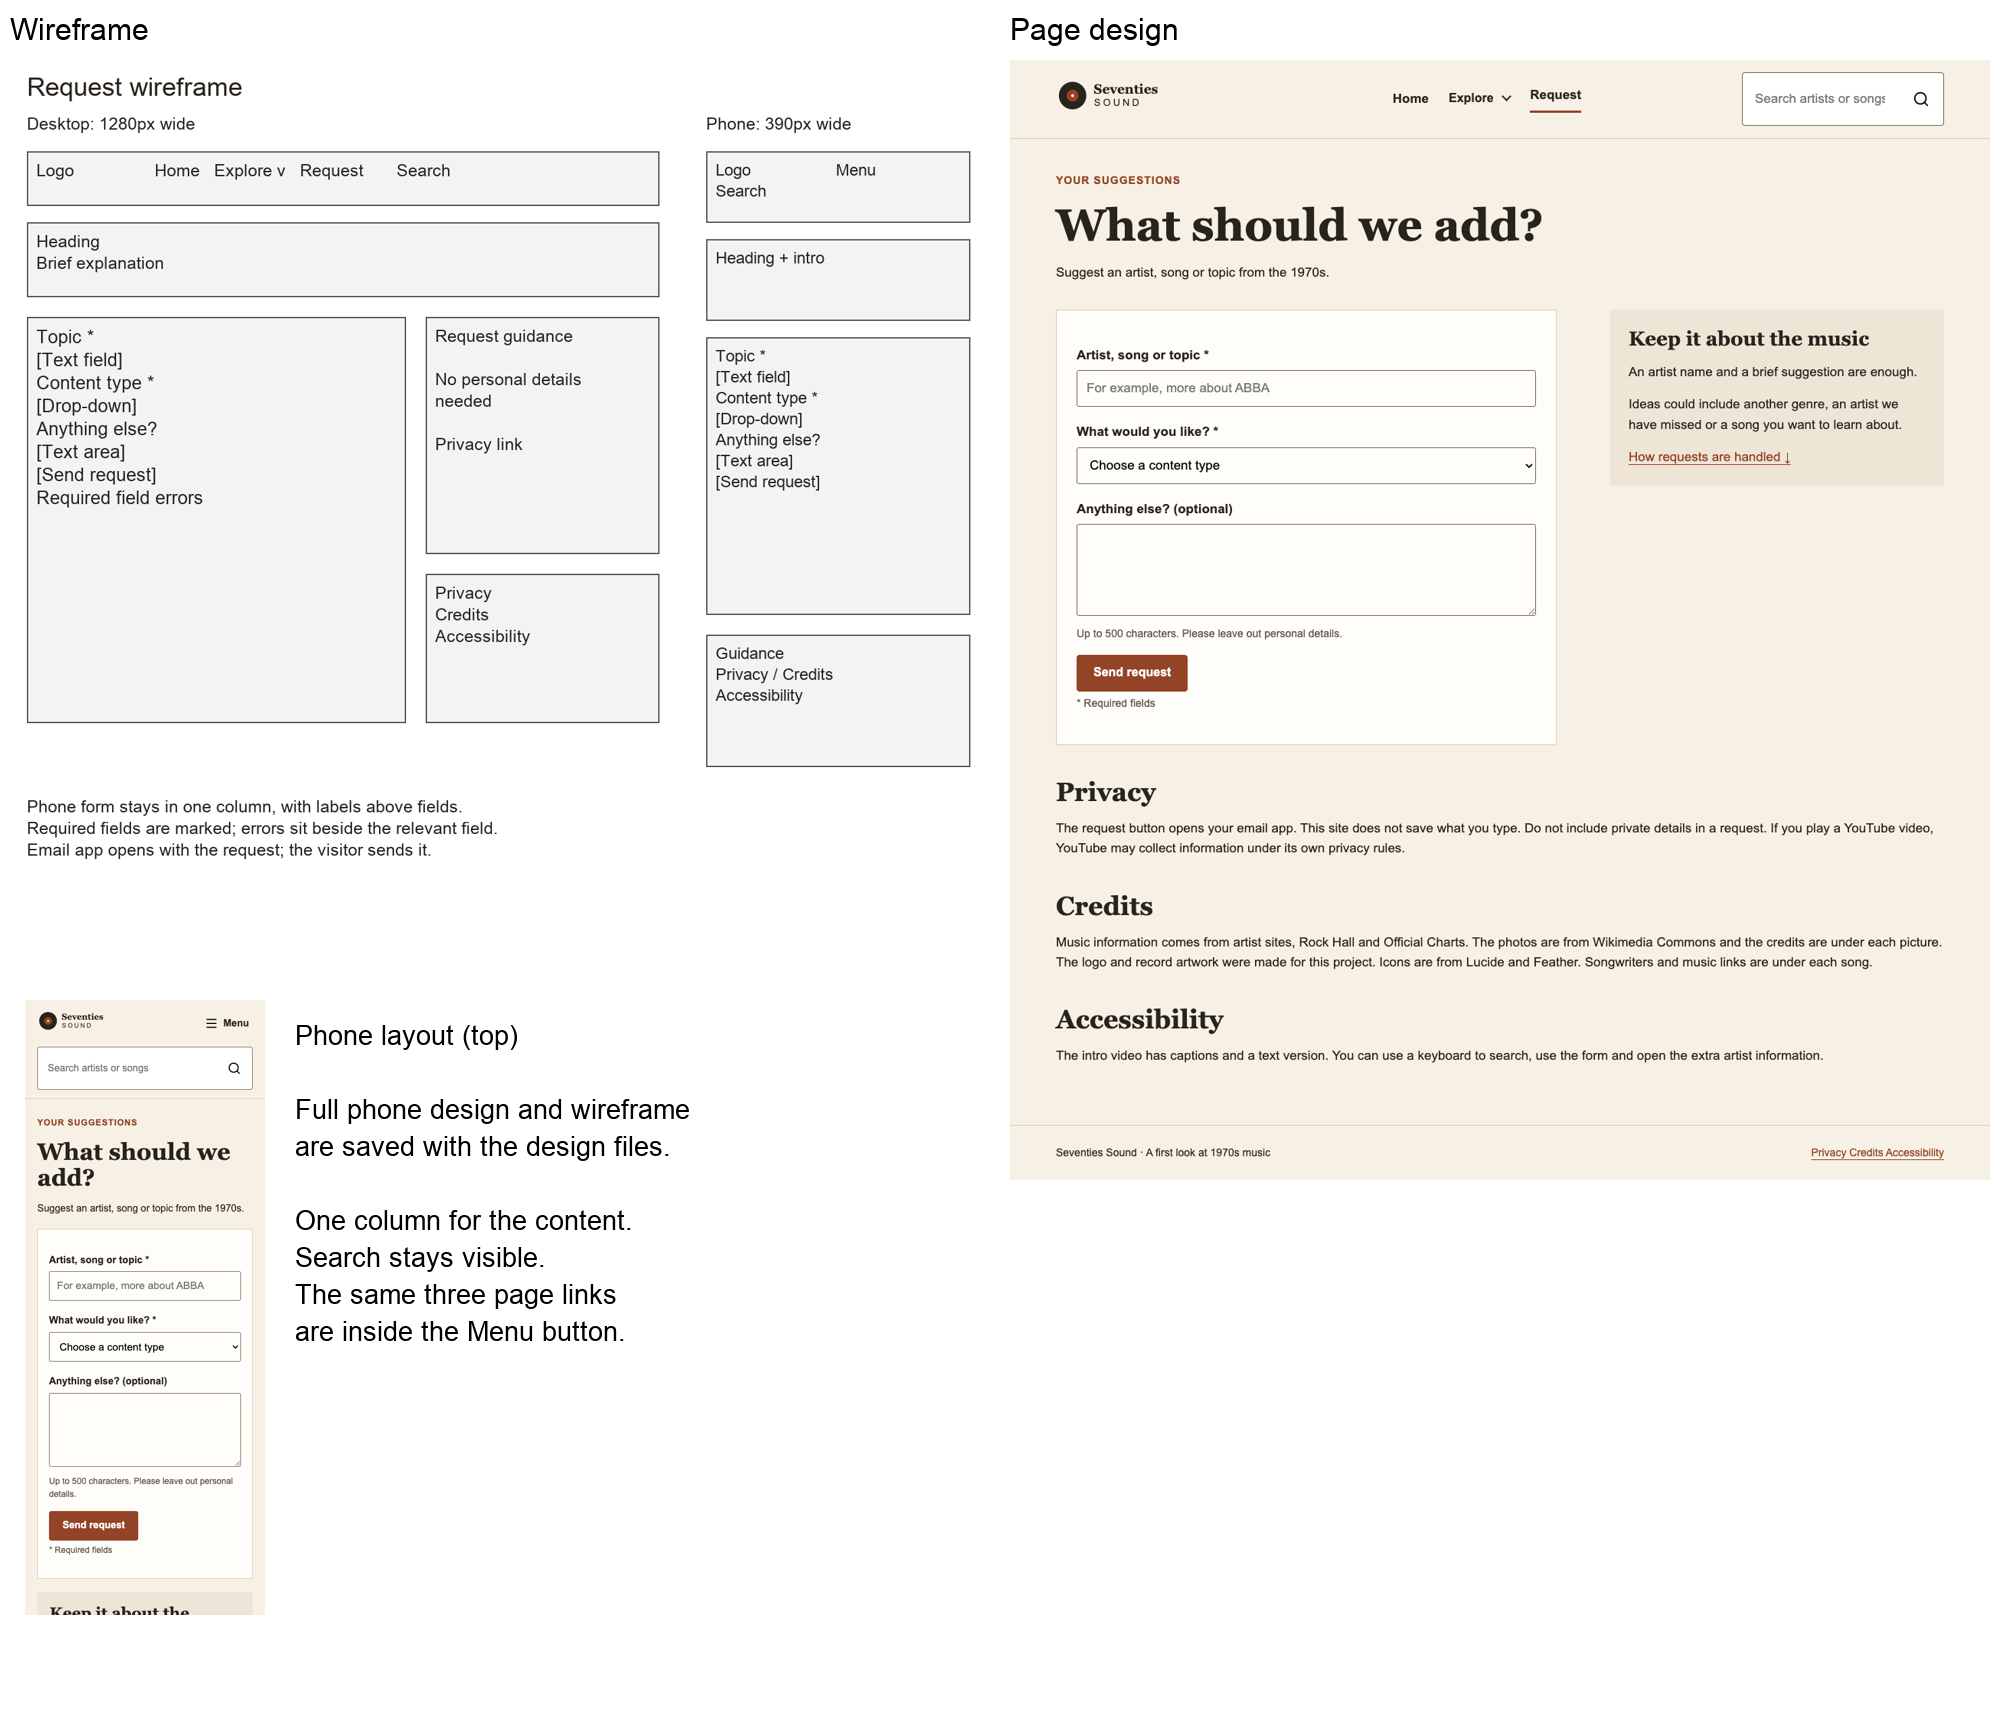 Wireframe
Request wireframe
Desktop: 1280px wide
Logo Home Explore v Request Search
Heading
Brief explanation
Topic *
[Text field]
Content type *
[Drop-down]
Anything else?
[Text area]
[Send request]
Required field errors
Request guidance
No personal details
needed
Privacy link
Privacy
Credits
Accessibility
Phone: 390px wide
Logo Menu
Search
Heading + intro
Topic *
[Text field]
Content type *
[Drop-down]
Anything else?
[Text area]
[Send request]
Guidance
Privacy / Credits
Accessibility
Phone form stays in one column, with labels above fields.
Required fields are marked; errors sit beside the relevant field.
Email app opens with the request; the visitor sends it.
Seventies
SOUND
Menu
Search artists or songs
YOUR SUGGESTIONS
What should we
add?
Suggest an artist, song or topic from the 1970s.
Artist, song or topic *
For example, more about ABBA
What would you like? *
Choose a content type
Anything else? (optional)
Up to 500 characters. Please leave out personal
details.
Send request
* Required fields
Keep it about the
Phone layout (top)
Full phone design and wireframe
are saved with the design files.
One column for the content.
Search stays visible.
The same three page links
are inside the Menu button.
Page design
Seventies
SOUND
Home Explore Request
Search artists or songs
YOUR SUGGESTIONS
What should we add?
Suggest an artist, song or topic from the 1970s.
Artist, song or topic *
For example, more about ABBA
What would you like? *
Choose a content type
Anything else? (optional)
Up to 500 characters. Please leave out personal details.
Send request
* Required fields
Keep it about the music
An artist name and a brief suggestion are enough.
Ideas could include another genre, an artist we
have missed or a song you want to learn about.
How requests are handled ↓
Privacy
The request button opens your email app. This site does not save what you type. Do not include private details in a request. If you play a YouTube video,
YouTube may collect information under its own privacy rules.
Credits
Music information comes from artist sites, Rock Hall and Official Charts. The photos are from Wikimedia Commons and the credits are under each picture.
The logo and record artwork were made for this project. Icons are from Lucide and Feather. Songwriters and music links are under each song.
Accessibility
The intro video has captions and a text version. You can use a keyboard to search, use the form and open the extra artist information.
Seventies Sound · A first look at 1970s music
Privacy Credits Accessibility